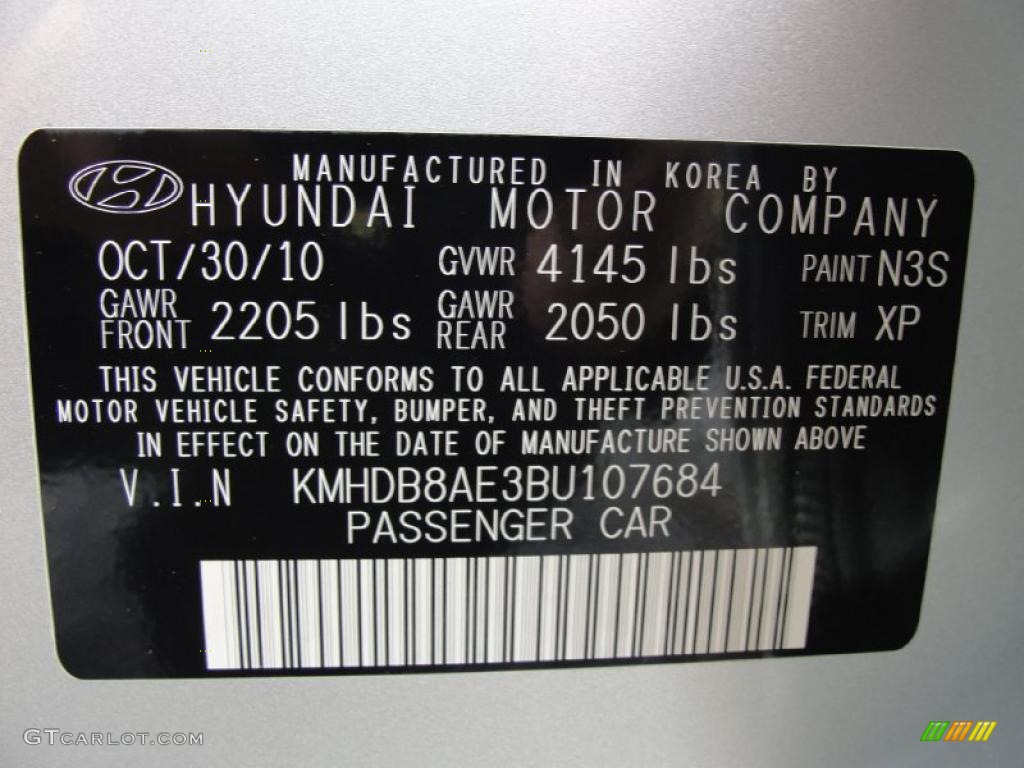 MANUFACTURED IN KOREA BY
HYUNDAI MOTOR COMPANY
OCT/30/10 GVWR 4145 lbs PAINT N3S
GAWR FRONT 2205 lbs GAWR REAR 2050 lbs TRIM XP
THIS VEHICLE CONFORMS TO ALL APPLICABLE U.S.A. FEDERAL
MOTOR VEHICLE SAFETY, BUMPER, AND THEFT PREVENTION STANDARDS
IN EFFECT ON THE DATE OF MANUFACTURE SHOWN ABOVE
V.I.N KMHDB8AE3BU107684
PASSENGER CAR
GTCARLOT.COM